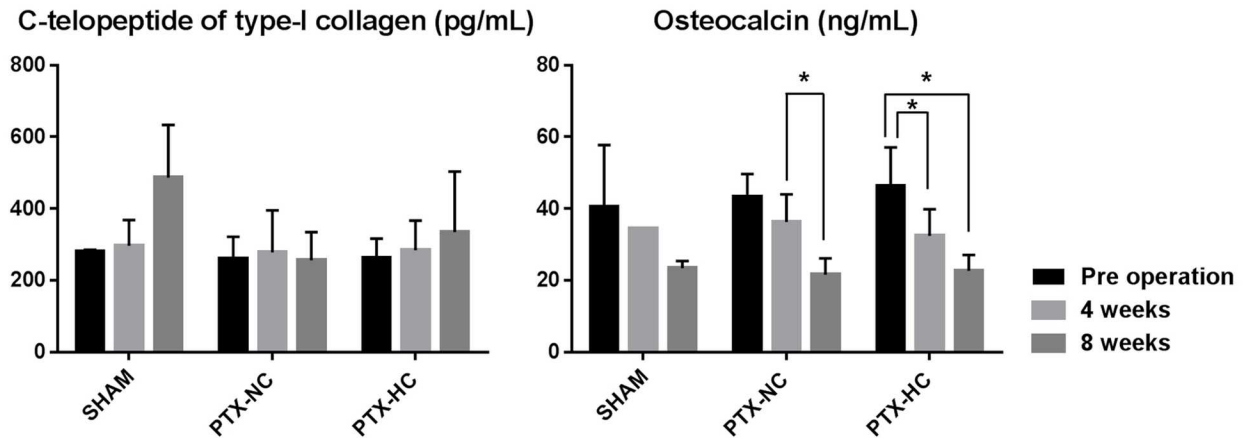 C-telopeptide of type-I collagen (pg/mL)
800
600
400
200
0
SHAM
PTX-NC
PTX-HC
Osteocalcin (ng/mL)
80
60
40
20
0
*
*
*
SHAM
PTX-NC
PTX-HC
Pre operation
4 weeks
8 weeks